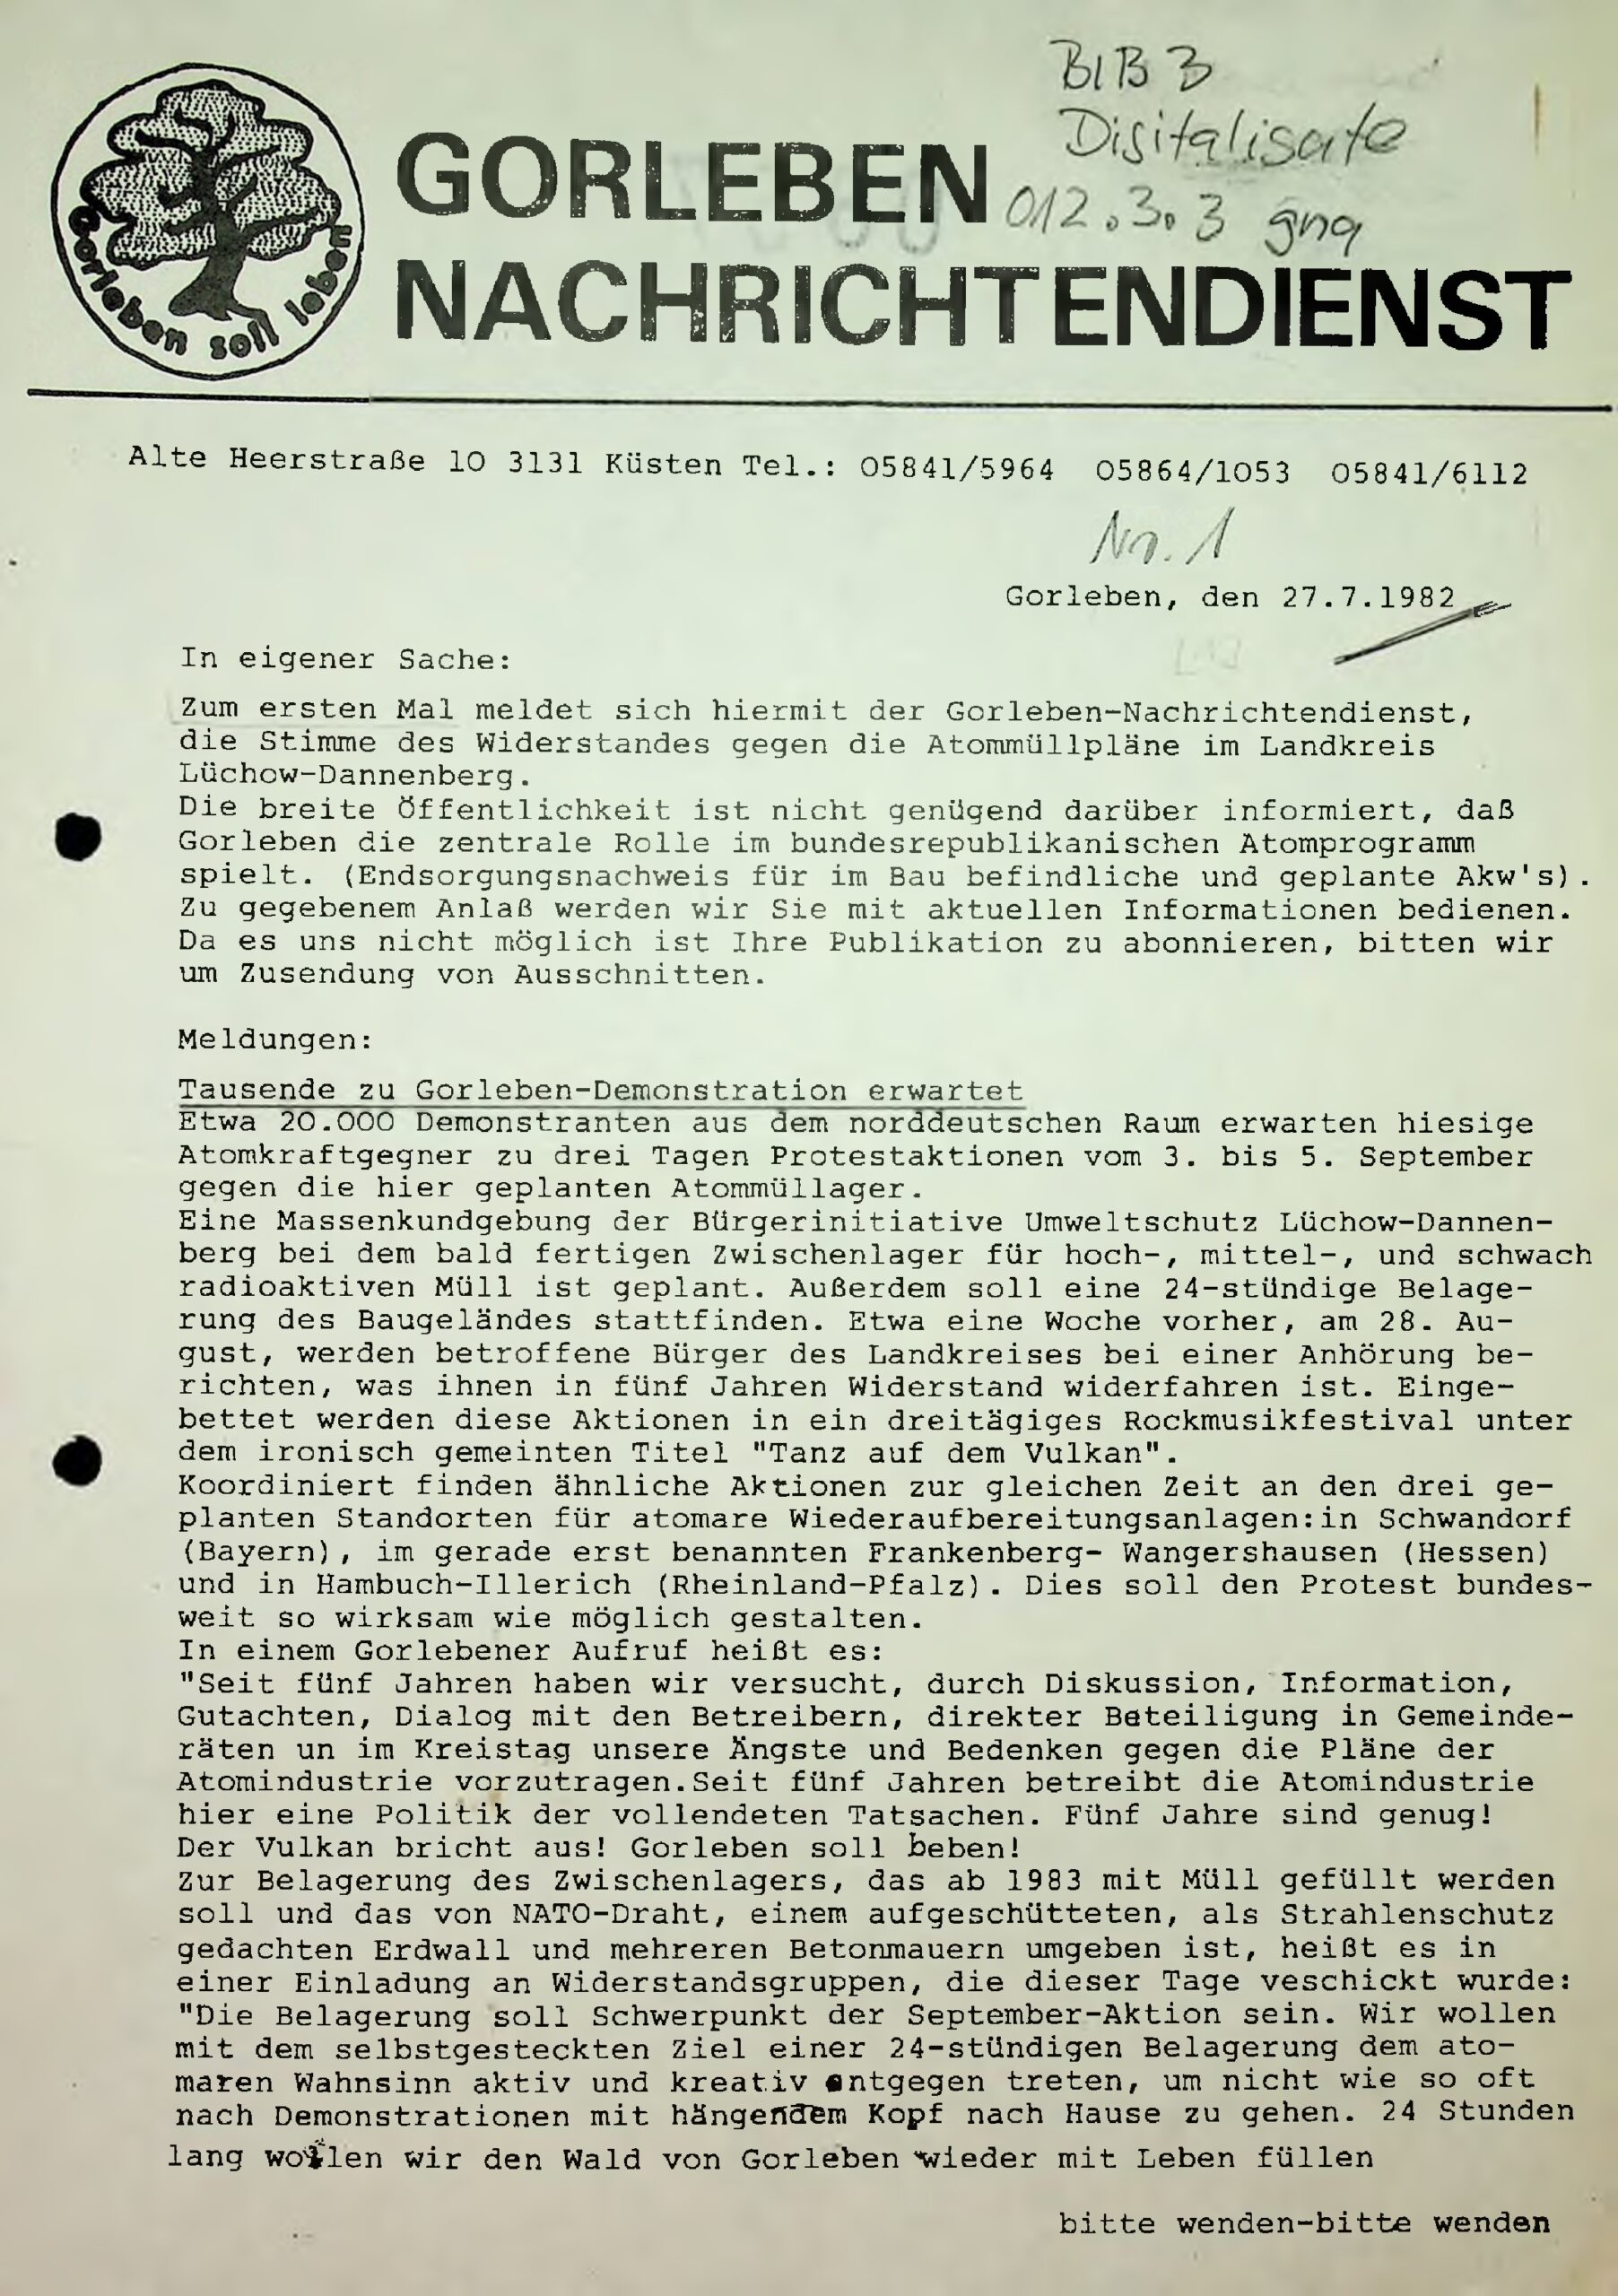 BIB 3
Digitalisate
012.3.3 gna
GORLEBEN
NACHRICHTENDIENST
Gorleben soll leben
Alte Heerstraße 10 3131 Küsten Tel.: 05841/5964 05864/1053 05841/6112
Nr. 1
Gorleben, den 27.7.1982
In eigener Sache:
Zum ersten Mal meldet sich hiermit der Gorleben-Nachrichtendienst,
die Stimme des Widerstandes gegen die Atommüllpläne im Landkreis
Lüchow-Dannenberg.
Die breite Öffentlichkeit ist nicht genügend darüber informiert, daß
Gorleben die zentrale Rolle im bundesrepublikanischen Atomprogramm
spielt. (Endsorgungsnachweis für im Bau befindliche und geplante Akw's).
Zu gegebenem Anlaß werden wir Sie mit aktuellen Informationen bedienen.
Da es uns nicht möglich ist Ihre Publikation zu abonnieren, bitten wir
um Zusendung von Ausschnitten.
Meldungen:
Tausende zu Gorleben-Demonstration erwartet
Etwa 20.000 Demonstranten aus dem norddeutschen Raum erwarten hiesige
Atomkraftgegner zu drei Tagen Protestaktionen vom 3. bis 5. September
gegen die hier geplanten Atommüllager.
Eine Massenkundgebung der Bürgerinitiative Umweltschutz Lüchow-Dannen-
berg bei dem bald fertigen Zwischenlager für hoch-, mittel-, und schwach
radioaktiven Müll ist geplant. Außerdem soll eine 24-stündige Belage-
rung des Baugeländes stattfinden. Etwa eine Woche vorher, am 28. Au-
gust, werden betroffene Bürger des Landkreises bei einer Anhörung be-
richten, was ihnen in fünf Jahren Widerstand widerfahren ist. Einge-
bettet werden diese Aktionen in ein dreitägiges Rockmusikfestival unter
dem ironisch gemeinten Titel "Tanz auf dem Vulkan".
Koordiniert finden ähnliche Aktionen zur gleichen Zeit an den drei ge-
planten Standorten für atomare Wiederaufbereitungsanlagen:in Schwandorf
(Bayern), im gerade erst benannten Frankenberg- Wangershausen (Hessen)
und in Hambuch-Illerich (Rheinland-Pfalz). Dies soll den Protest bundes-
weit so wirksam wie möglich gestalten.
In einem Gorlebener Aufruf heißt es:
"Seit fünf Jahren haben wir versucht, durch Diskussion, Information,
Gutachten, Dialog mit den Betreibern, direkter Beteiligung in Gemeinde-
räten un im Kreistag unsere Ängste und Bedenken gegen die Pläne der
Atomindustrie vorzutragen.Seit fünf Jahren betreibt die Atomindustrie
hier eine Politik der vollendeten Tatsachen. Fünf Jahre sind genug!
Der Vulkan bricht aus! Gorleben soll beben!
Zur Belagerung des Zwischenlagers, das ab 1983 mit Müll gefüllt werden
soll und das von NATO-Draht, einem aufgeschütteten, als Strahlenschutz
gedachten Erdwall und mehreren Betonmauern umgeben ist, heißt es in
einer Einladung an Widerstandsgruppen, die dieser Tage veschickt wurde:
"Die Belagerung soll Schwerpunkt der September-Aktion sein. Wir wollen
mit dem selbstgesteckten Ziel einer 24-stündigen Belagerung dem ato-
maren Wahnsinn aktiv und kreativ entgegen treten, um nicht wie so oft
nach Demonstrationen mit hängendem Kopf nach Hause zu gehen. 24 Stunden
lang wollen wir den Wald von Gorleben wieder mit Leben füllen
bitte wenden-bitte wenden